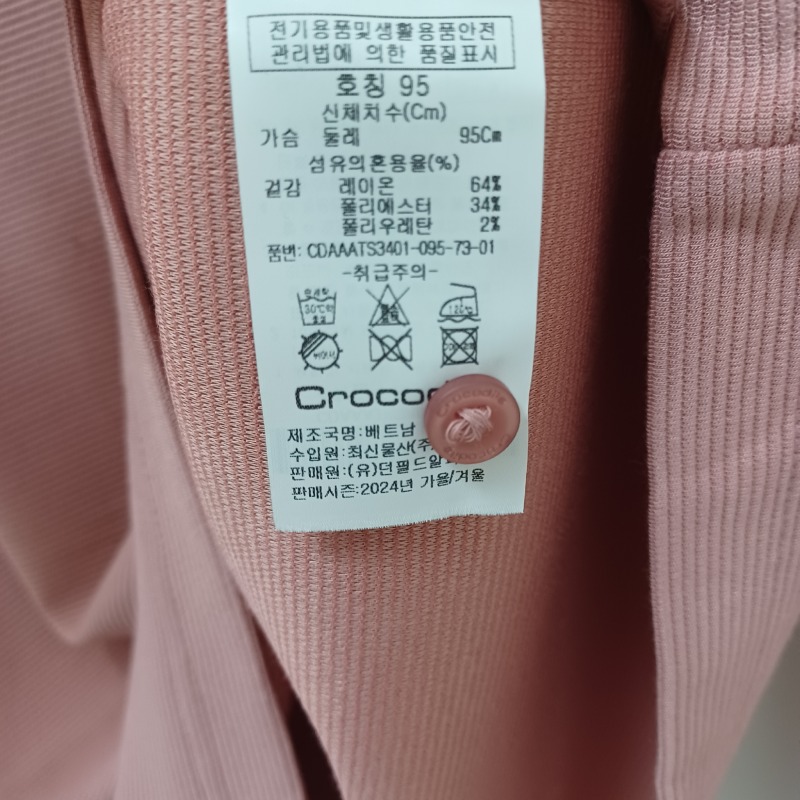 전기용품및생활용품안전
관리법에 의한 품질표시
호칭 95
신체치수(Cm)
가슴 둘레 95Cm
섬유의혼용율(%)
겉감 레이온 64%
폴리에스터 34%
폴리우레탄 2%
품번: CDAAATS3401-095-73-01
-취급주의-
30℃
120℃
제조국명:베트남
수입원:최신물산(주
판매원:(유)던필드알
판매시즌:2024년 가을/겨울